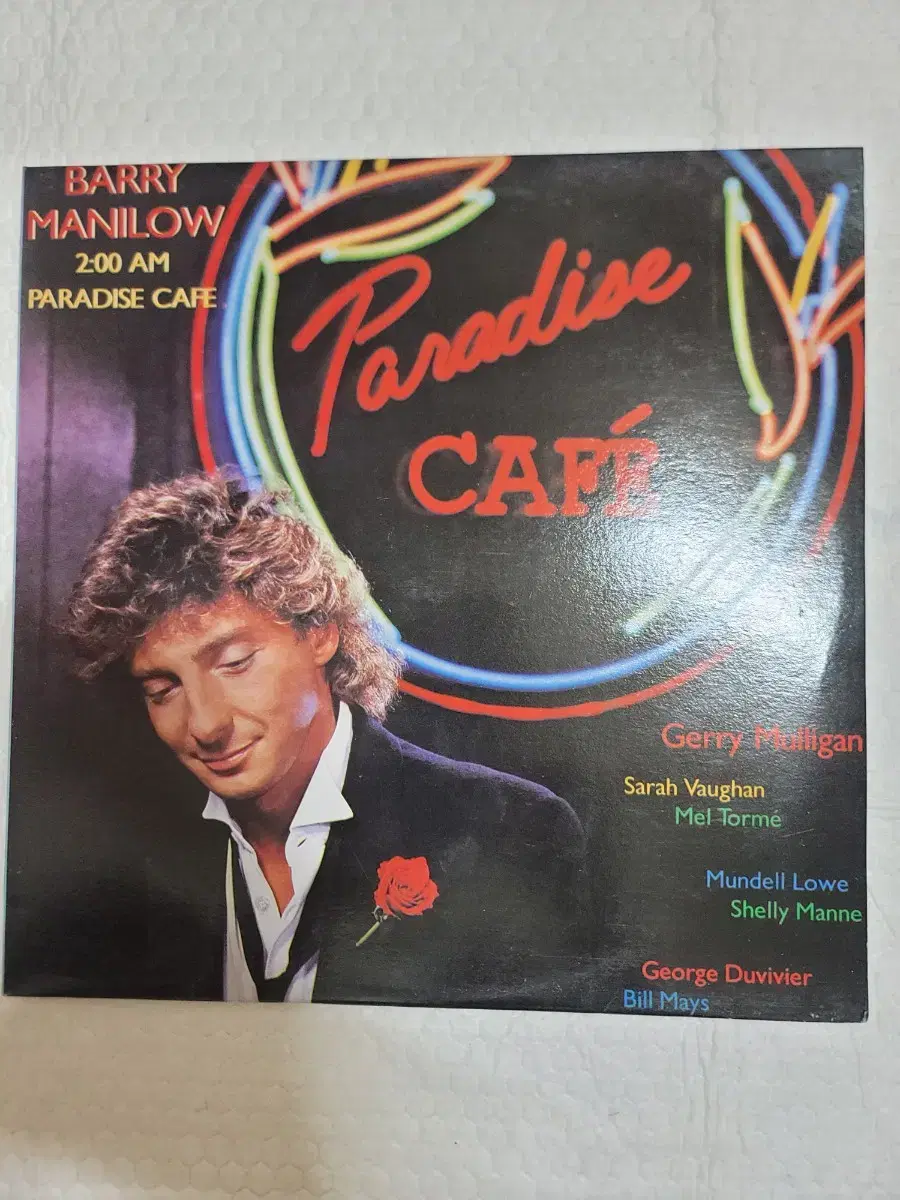 BARRY
MANILOW
2:00 AM
PARADISE CAFE
Paradise
CAFÉ
Gerry Mulligan
Sarah Vaughan
Mel Tormé
Mundell Lowe
Shelly Manne
George Duvivier
Bill Mays